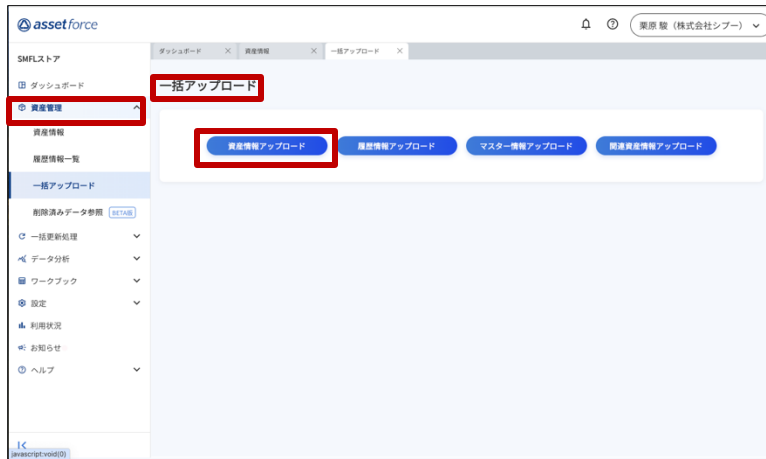 assetforce
栗原 駿（株式会社シブー）
SMFLストア
ダッシュボード
資産情報
一括アップロード
ダッシュボード
一括アップロード
資産管理
資産情報
資産情報アップロード
履歴情報アップロード
マスター情報アップロード
関連資産情報アップロード
履歴情報一覧
一括アップロード
削除済みデータ参照 BETA版
一括更新処理
データ分析
ワークブック
設定
利用状況
お知らせ
ヘルプ
javascript:void(0)